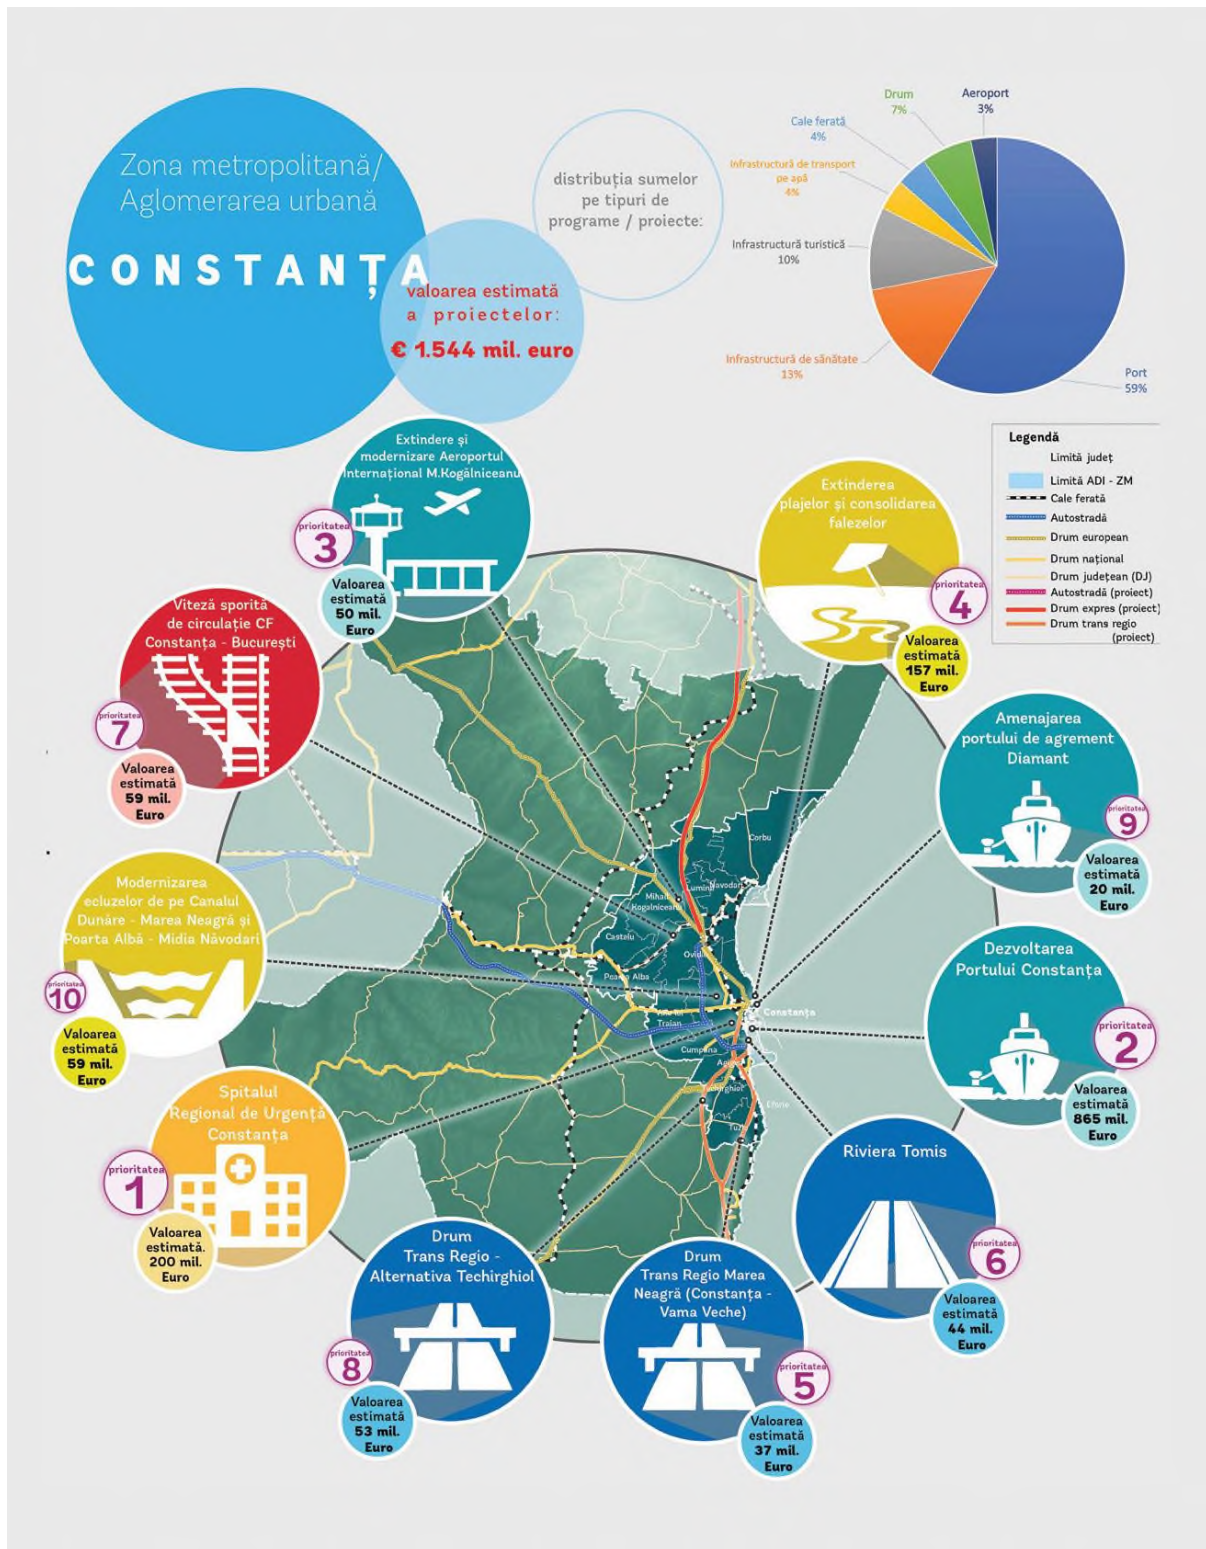 Zona metropolitană/
Aglomerarea urbană
CONSTANȚA
valoarea estimată
a proiectelor:
€ 1.544 mil. euro
distribuția sumelor
pe tipuri de
programe / proiecte:
Drum
7%
Aeroport
3%
Cale ferată
4%
Infrastructură de transport
pe apă
4%
Infrastructură turistică
10%
Infrastructură de sănătate
13%
Port
59%
Legendă
Limită județ
Limită ADI - ZM
Cale ferată
Autostradă
Drum european
Drum național
Drum județean (DJ)
Autostradă (proiect)
Drum expres (proiect)
Drum trans regio
(proiect)
Extindere și
modernizare Aeroportul
Internațional M.Kogălniceanu
prioritatea
3
Valoarea
estimată
50 mil.
Euro
Extinderea
plajelor și consolidarea
falezelor
prioritatea
4
Valoarea
estimată
157 mil.
Euro
Viteză sporită
de circulație CF
Constanța - București
prioritatea
7
Valoarea
estimată
59 mil.
Euro
Amenajarea
portului de agrement
Diamant
prioritatea
9
Valoarea
estimată
20 mil.
Euro
Modernizarea
ecluzelor de pe Canalul
Dunăre - Marea Neagră și
Poarta Albă - Midia Năvodari
prioritatea
10
Valoarea
estimată
59 mil.
Euro
Dezvoltarea
Portului Constanța
prioritatea
2
Valoarea
estimată
865 mil.
Euro
Corbu
Lumina
Navodari
Mihail
Kogalniceanu
Castelu
Ovidiu
Poarta Alba
Constanța
Traian
Cumpana
Techirghiol
Eforie
Spitalul
Regional de Urgență
Constanța
prioritatea
1
Valoarea
estimată.
200 mil.
Euro
Riviera Tomis
prioritatea
6
Valoarea
estimată
44 mil.
Euro
Drum
Trans Regio -
Alternativa Techirghiol
prioritatea
8
Valoarea
estimată
53 mil.
Euro
Drum
Trans Regio Marea
Neagră (Constanța -
Vama Veche)
prioritatea
5
Valoarea
estimată
37 mil.
Euro